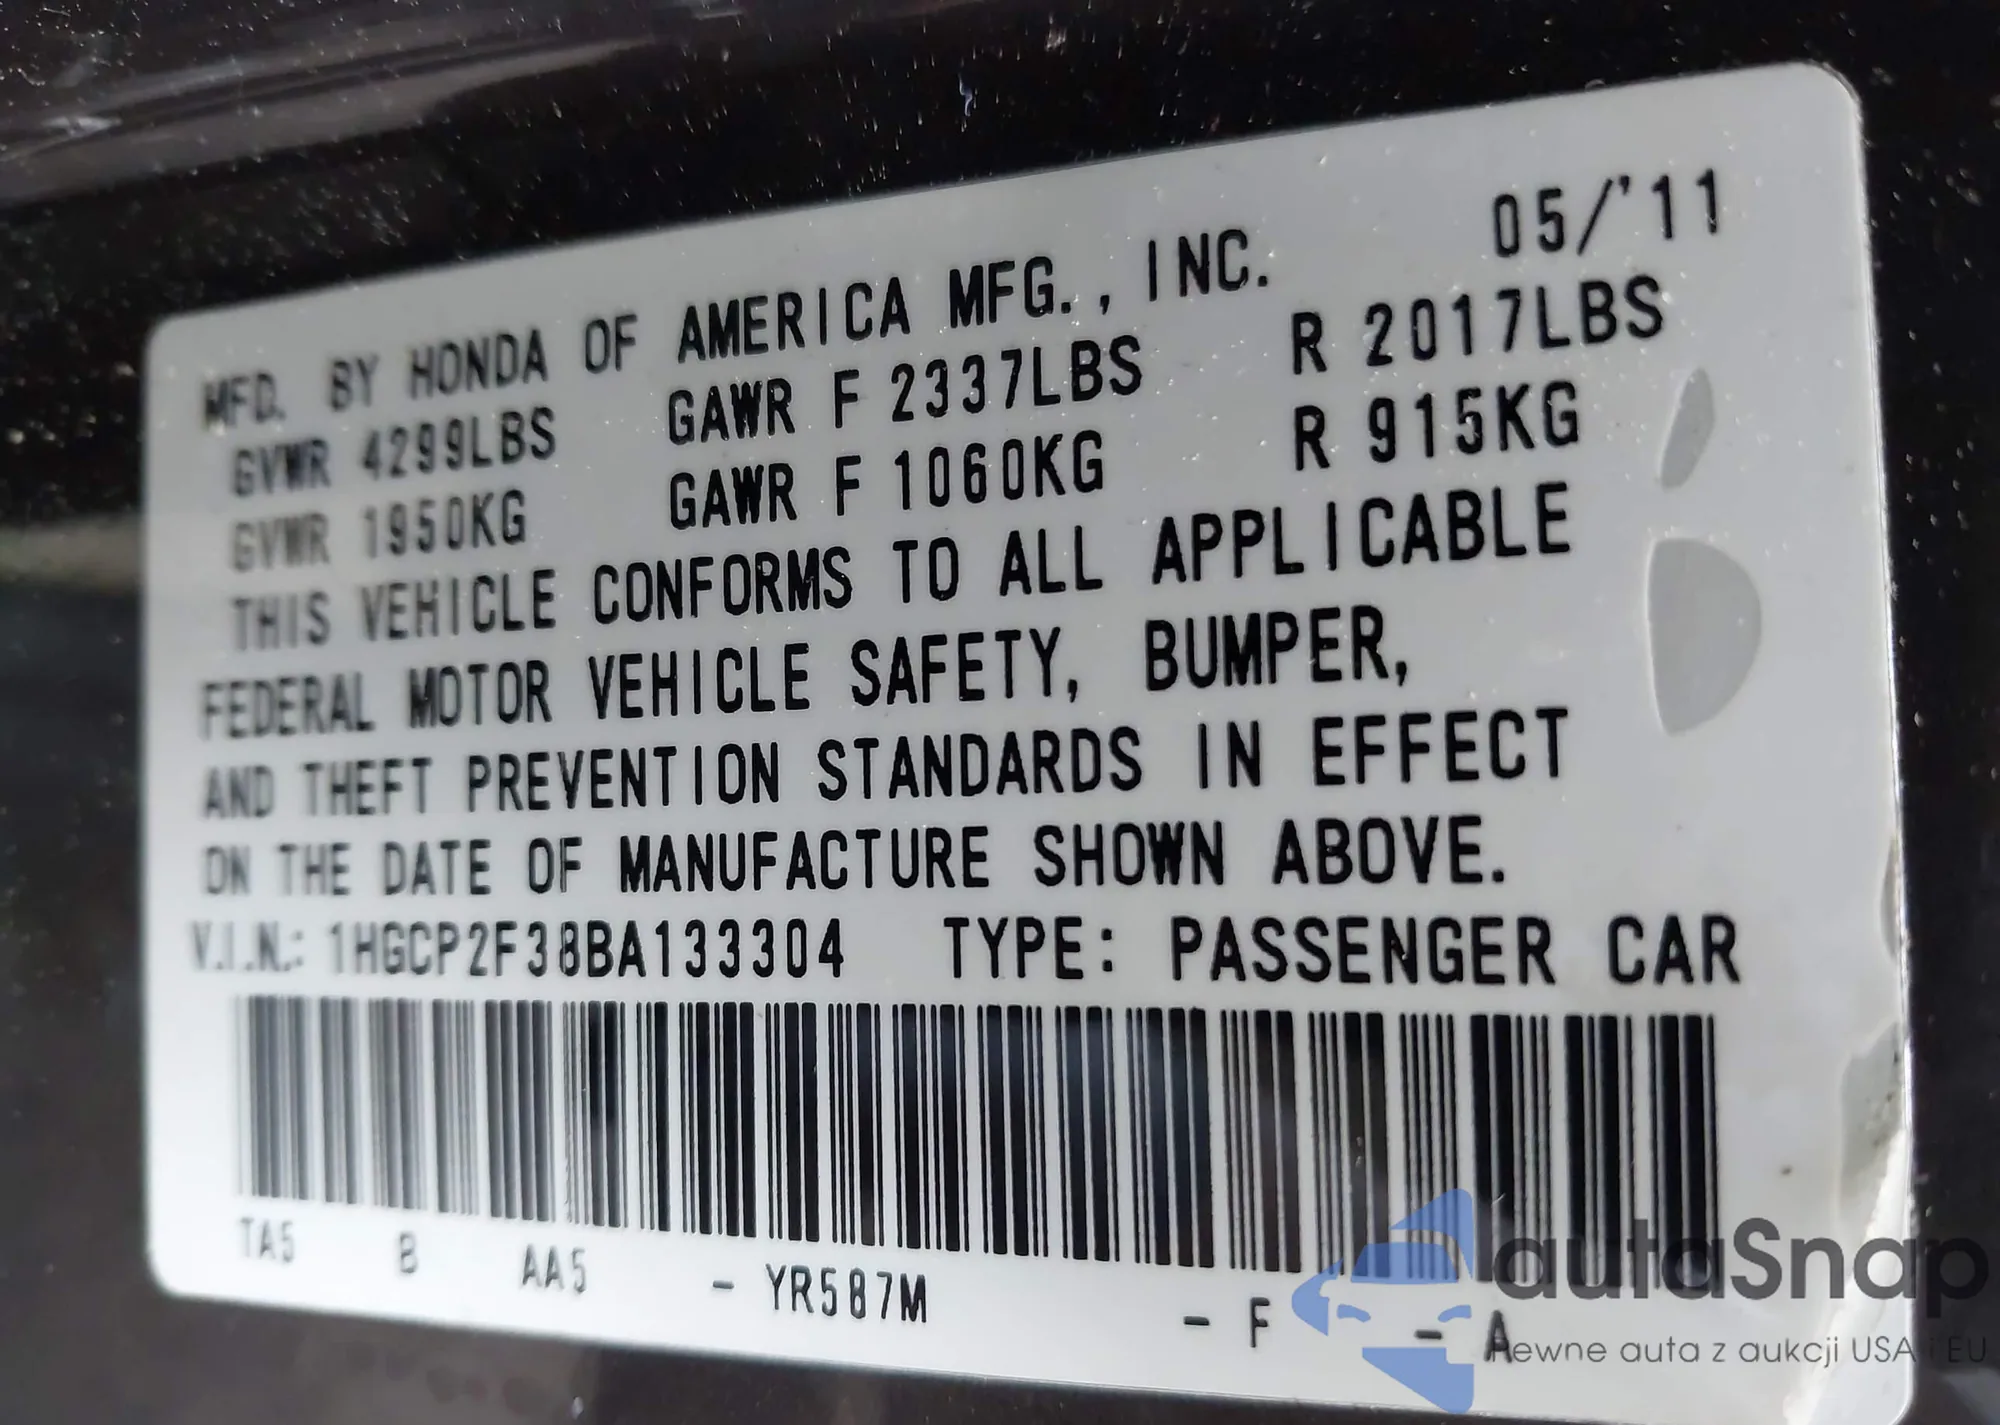 05/'11
MFD. BY HONDA OF AMERICA MFG., INC.
GVWR 4299LBS GAWR F 2337LBS R 2017LBS
GVWR 1950KG GAWR F 1060KG R 915KG
THIS VEHICLE CONFORMS TO ALL APPLICABLE
FEDERAL MOTOR VEHICLE SAFETY, BUMPER,
AND THEFT PREVENTION STANDARDS IN EFFECT
ON THE DATE OF MANUFACTURE SHOWN ABOVE.
V.I.N.: 1HGCP2F38BA133304 TYPE: PASSENGER CAR
TA5 B AA5 - YR587M - F - A
autaSnap
Pewne auta z aukcji USA i EU